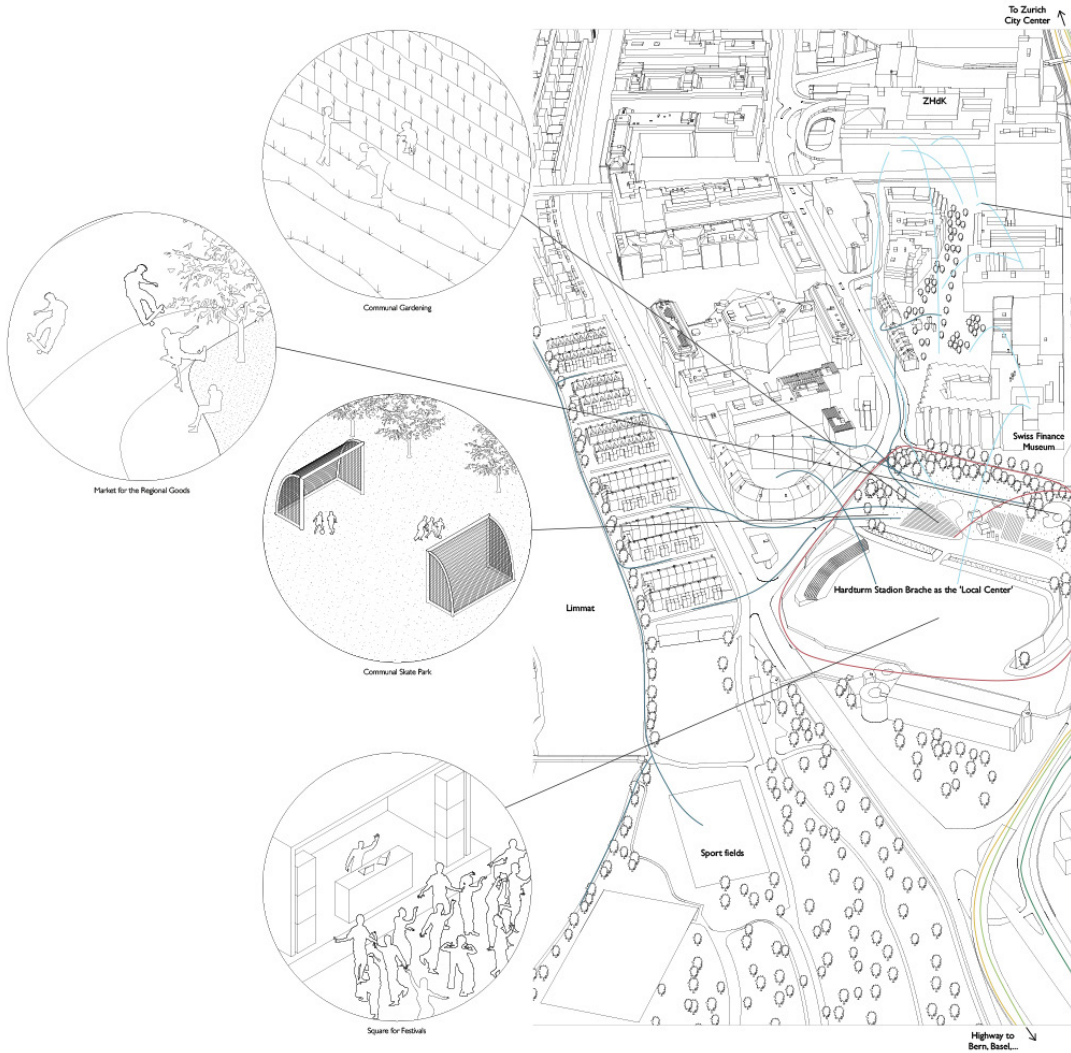 To Zurich
City Center
ZHdK
Communal Gardening
Swiss Finance
Museum
Market for the Regional Goods
Hardturm Stadion Brache as the 'Local Center'
Limmat
Communal Skate Park
Sport fields
Square for Festivals
Highway to
Bern, Basel,...